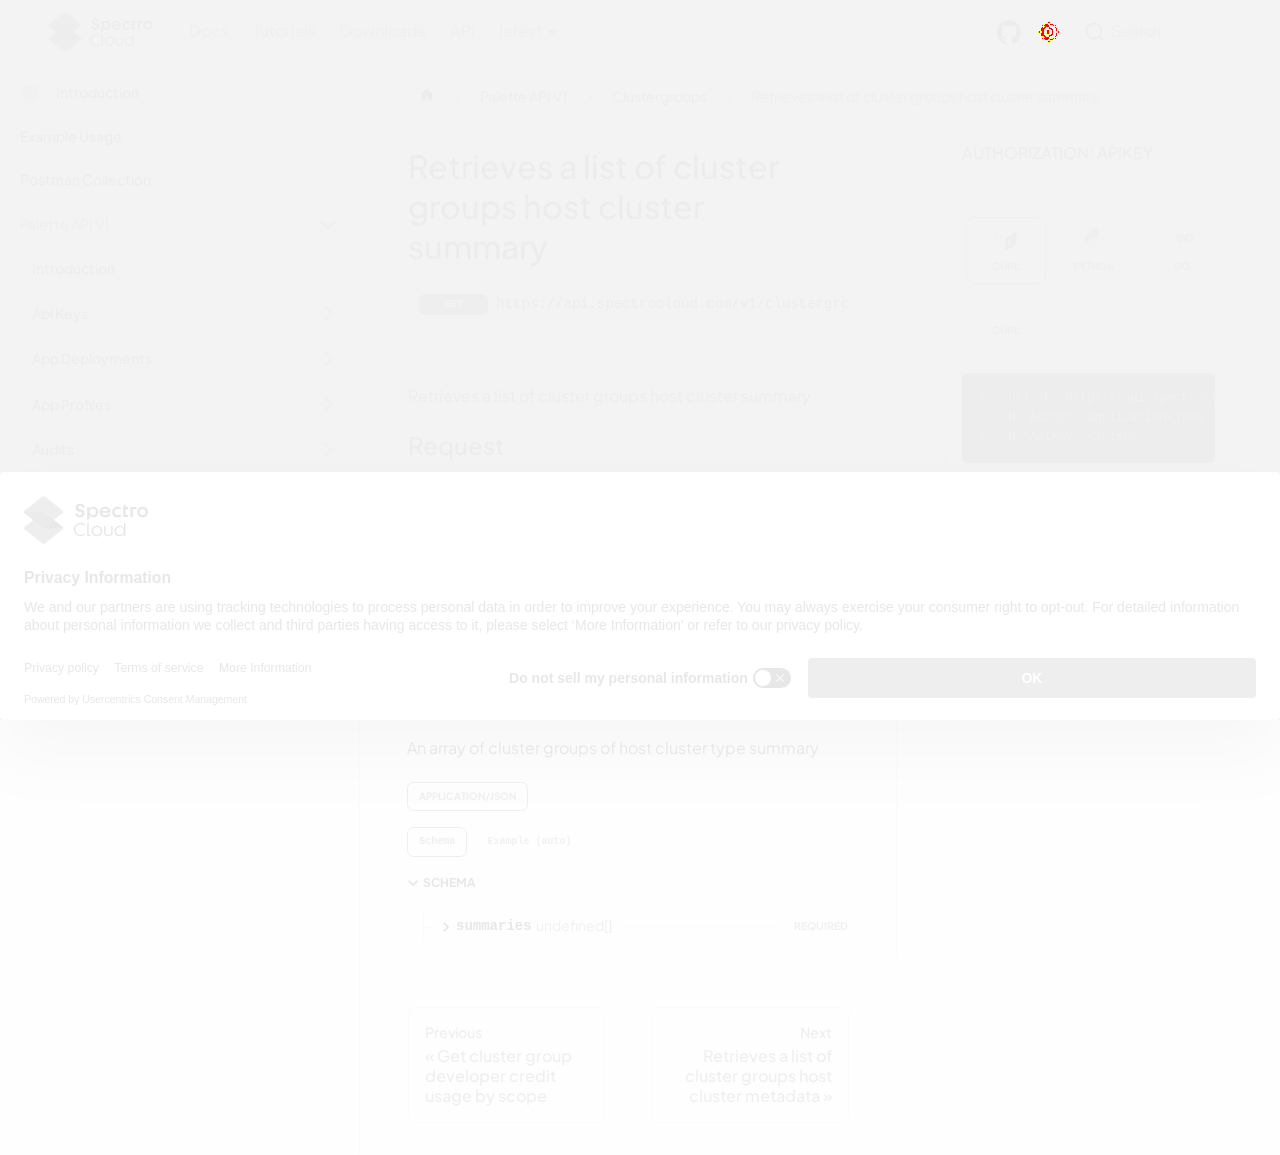 Spectro Cloud
Docs Tutorials Downloads API latest
Search
Introduction
Example Usage
Postman Collection
Palette API V1
Introduction
Api Keys
App Deployments
App Profiles
Audits
Palette API V1 Clustergroups Retrieves a list of cluster groups host cluster summary
Retrieves a list of cluster
groups host cluster
summary
GET https://api.spectrocloud.com/v1/clustergr
Retrieves a list of cluster groups host cluster summary
Request
AUTHORIZATION: APIKEY
CURL PYTHON GO
CURL
Spectro
Cloud
Privacy Information
We and our partners are using tracking technologies to process personal data in order to improve your experience. You may always exercise your consumer right to opt-out. For detailed information
about personal information we collect and third parties having access to it, please select ‘More Information’ or refer to our privacy policy.
Privacy policy Terms of service More Information
Do not sell my personal information
OK
Powered by Usercentrics Consent Management
An array of cluster groups of host cluster type summary
APPLICATION/JSON
Schema Example (auto)
SCHEMA
summaries undefined[] REQUIRED
Previous
« Get cluster group
developer credit
usage by scope
Next
Retrieves a list of
cluster groups host
cluster metadata »